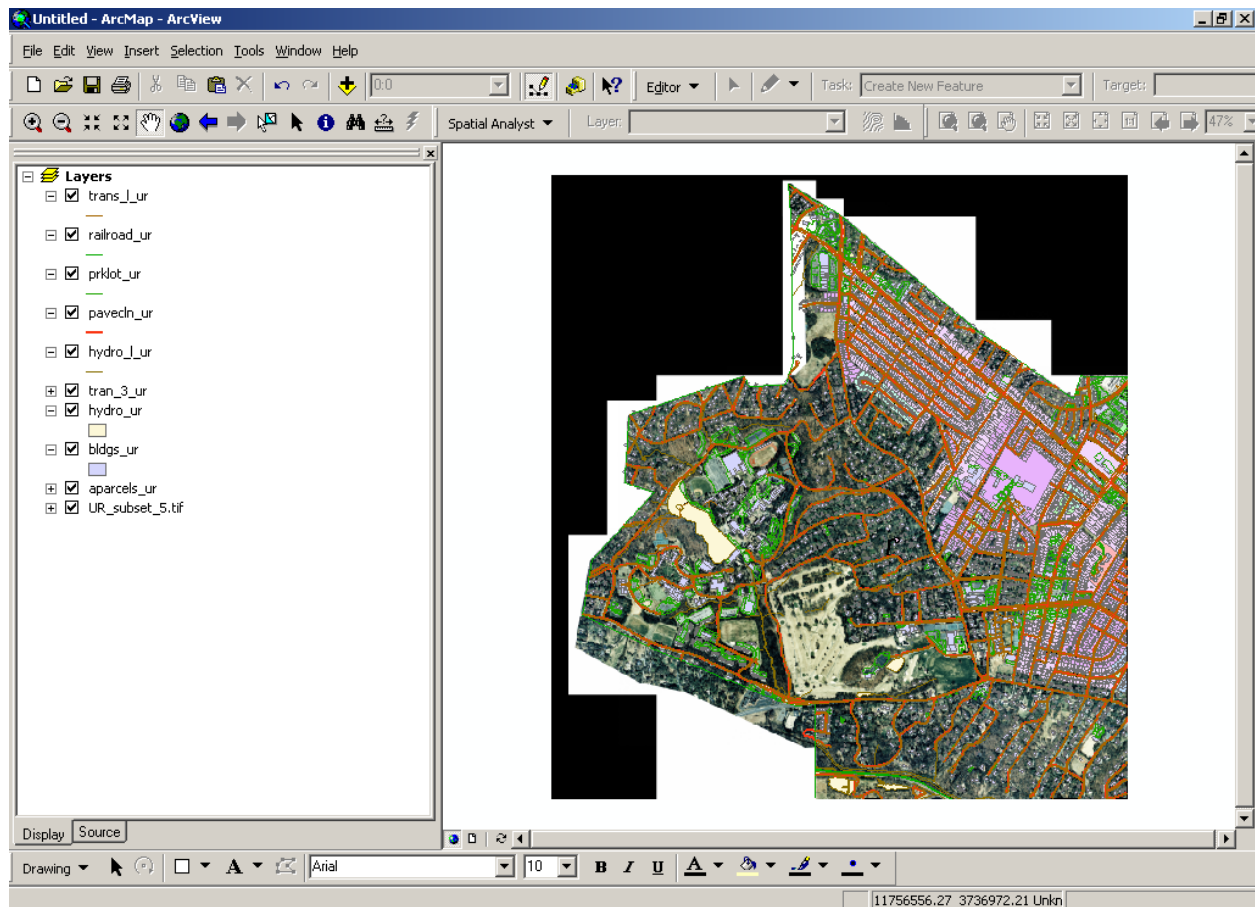 Untitled - ArcMap - ArcView
File Edit View Insert Selection Tools Window Help
0:0 Editor Task: Create New Feature Target:
Spatial Analyst Layer: 1:1 47%
Layers
trans_l_ur
railroad_ur
prklot_ur
pavecln_ur
hydro_l_ur
tran_3_ur
hydro_ur
bldgs_ur
aparcels_ur
UR_subset_5.tif
Display Source
Drawing A Arial 10 B I U A
11756556.27 3736972.21 Unkn